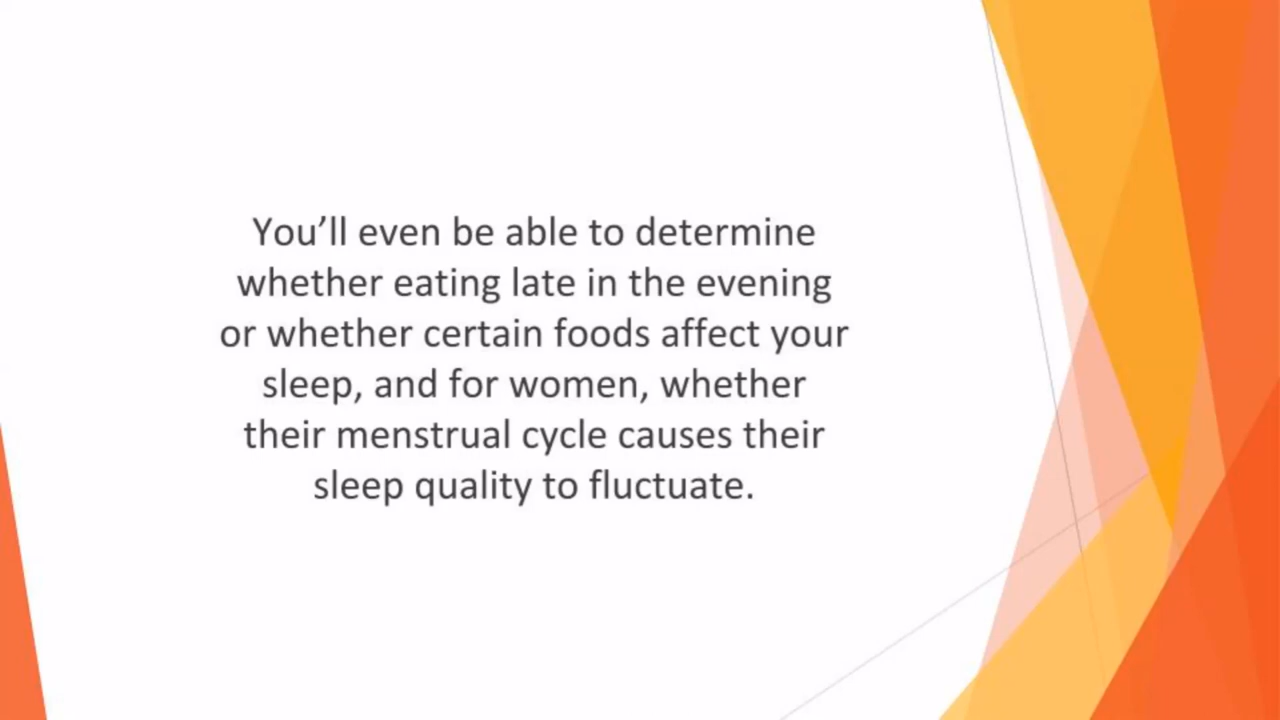 You’ll even be able to determine
whether eating late in the evening
or whether certain foods affect your
sleep, and for women, whether
their menstrual cycle causes their
sleep quality to fluctuate.